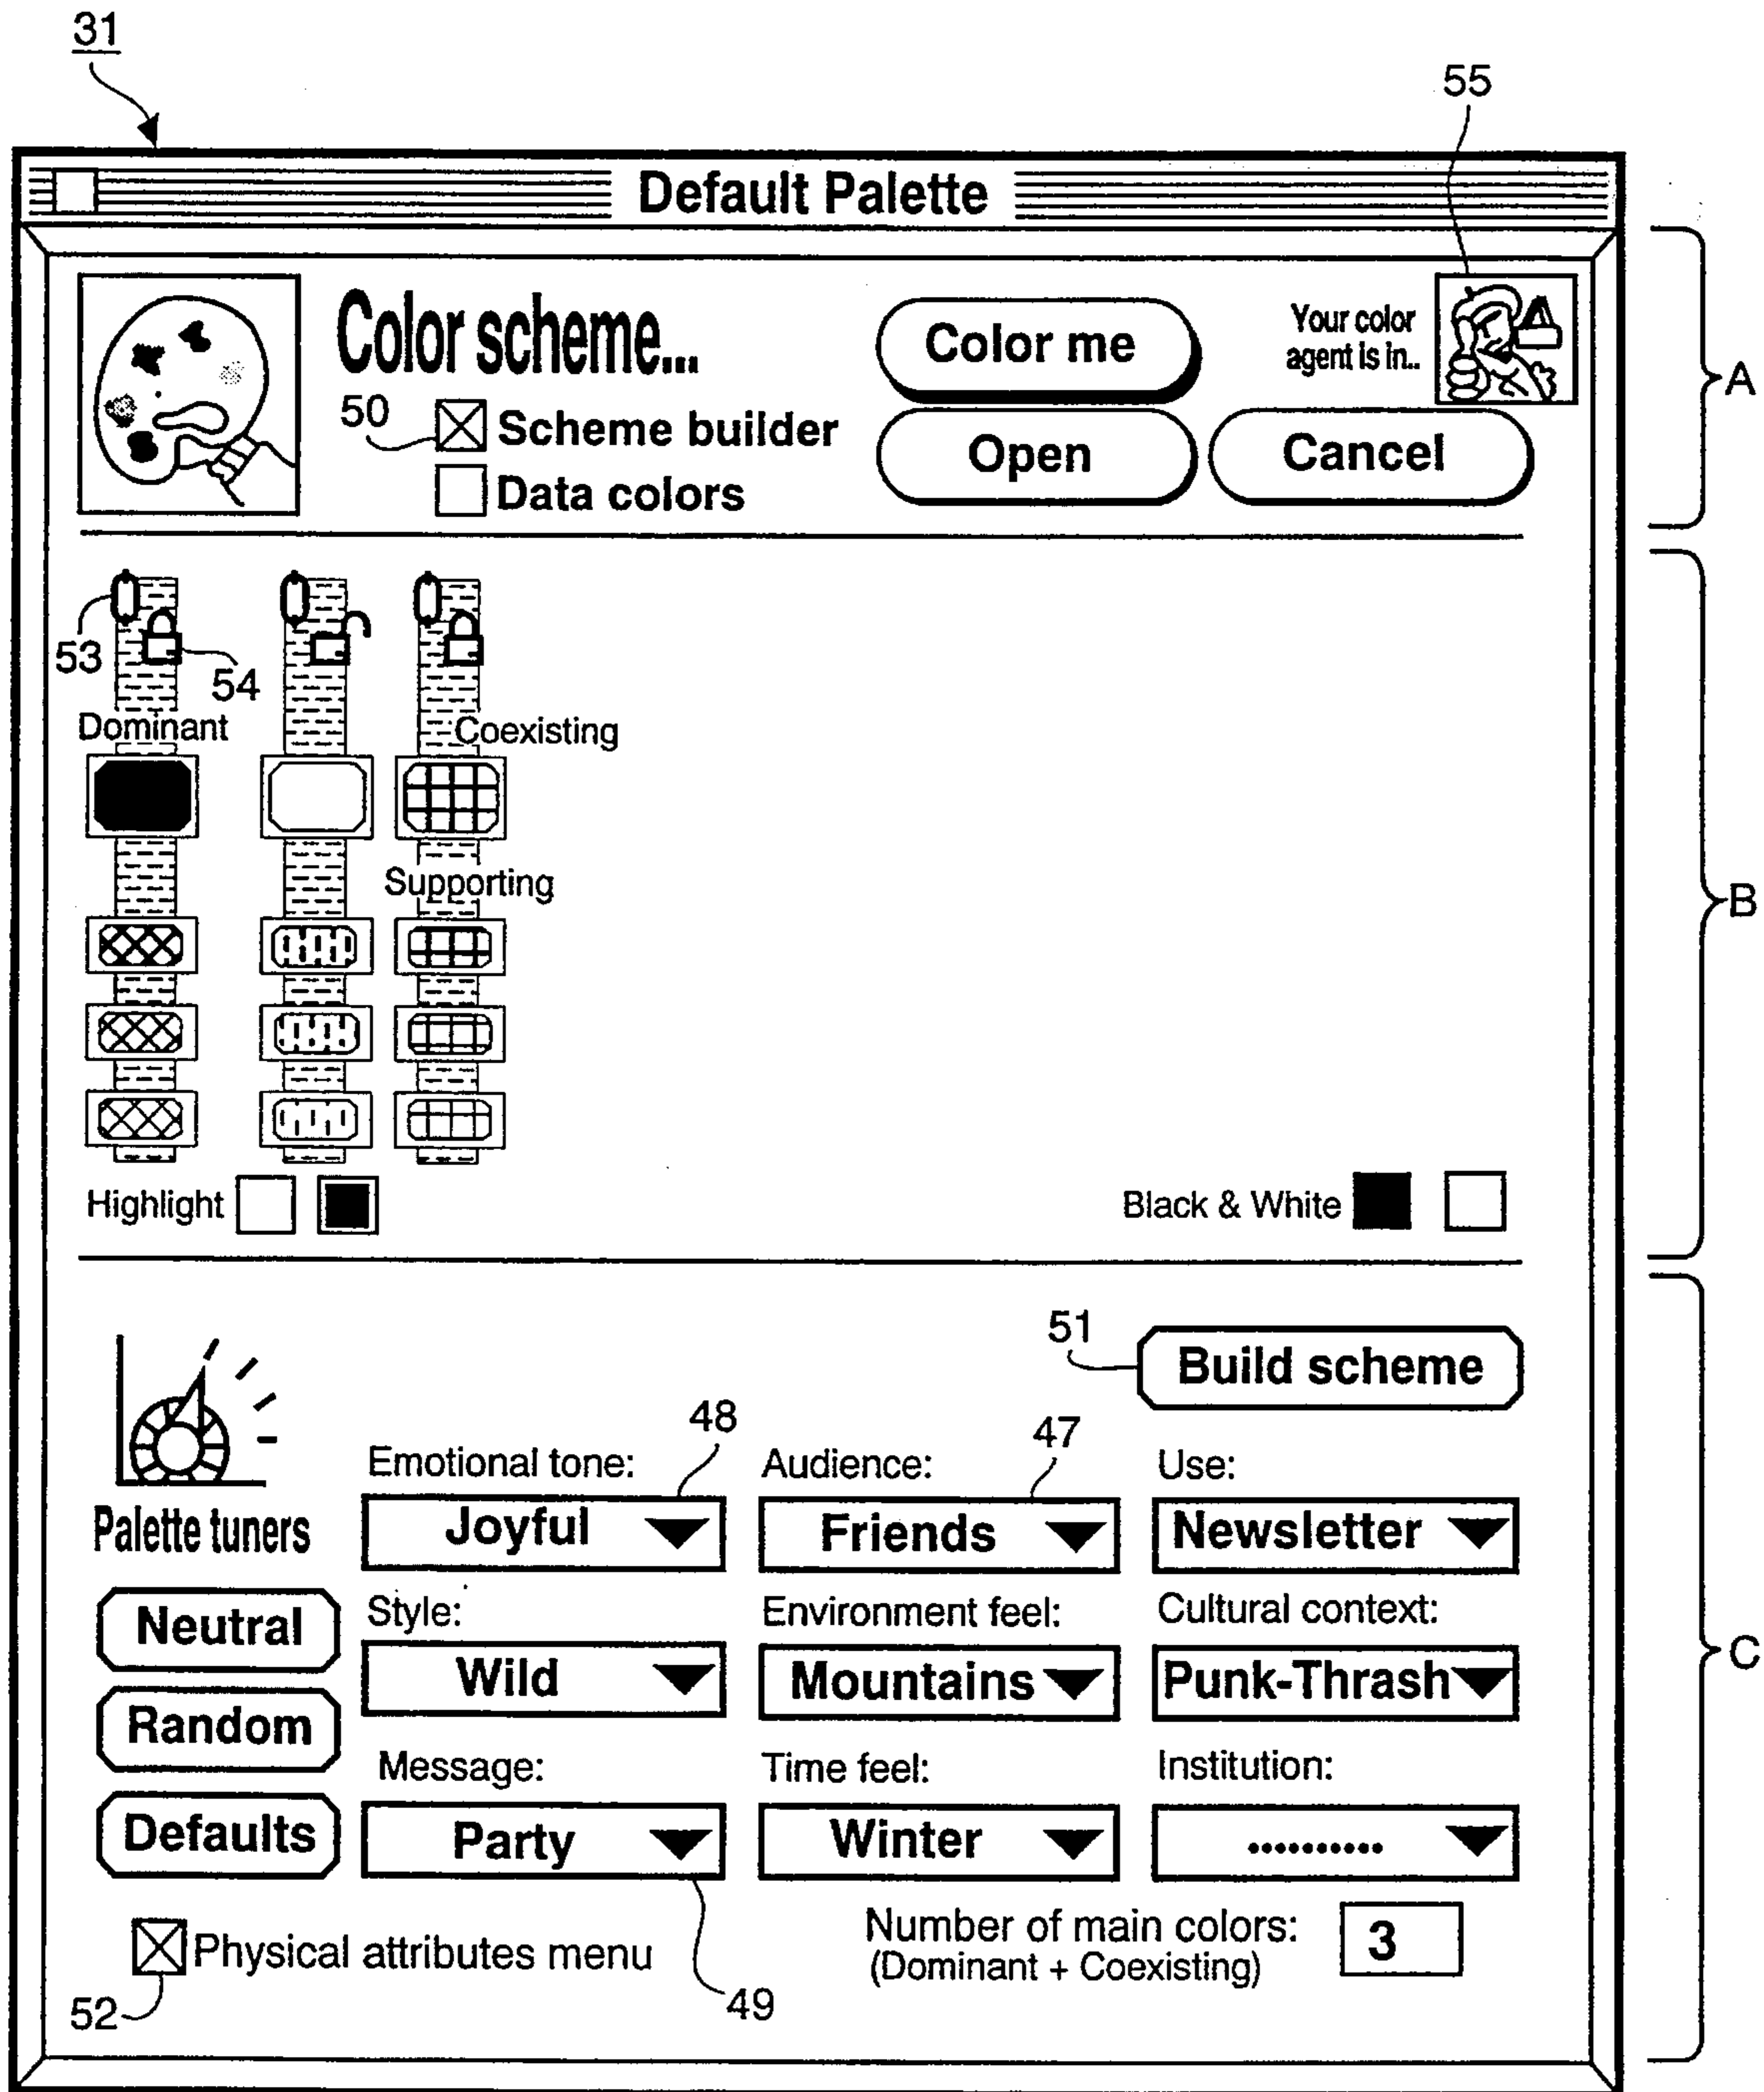 31
55
Default Palette
Color scheme...
Color me
Your color
agent is in..
A
50
Scheme builder
Open
Cancel
Data colors
53
54
Dominant
Coexisting
B
Supporting
Highlight
Black & White
51
Build scheme
48
47
Emotional tone:
Audience:
Use:
Palette tuners
Joyful
Friends
Newsletter
Neutral
Style:
Environment feel:
Cultural context:
C
Wild
Mountains
Punk-Thrash
Random
Message:
Time feel:
Institution:
Defaults
Party
Winter
..........
Physical attributes menu
Number of main colors:
3
(Dominant + Coexisting)
52
49